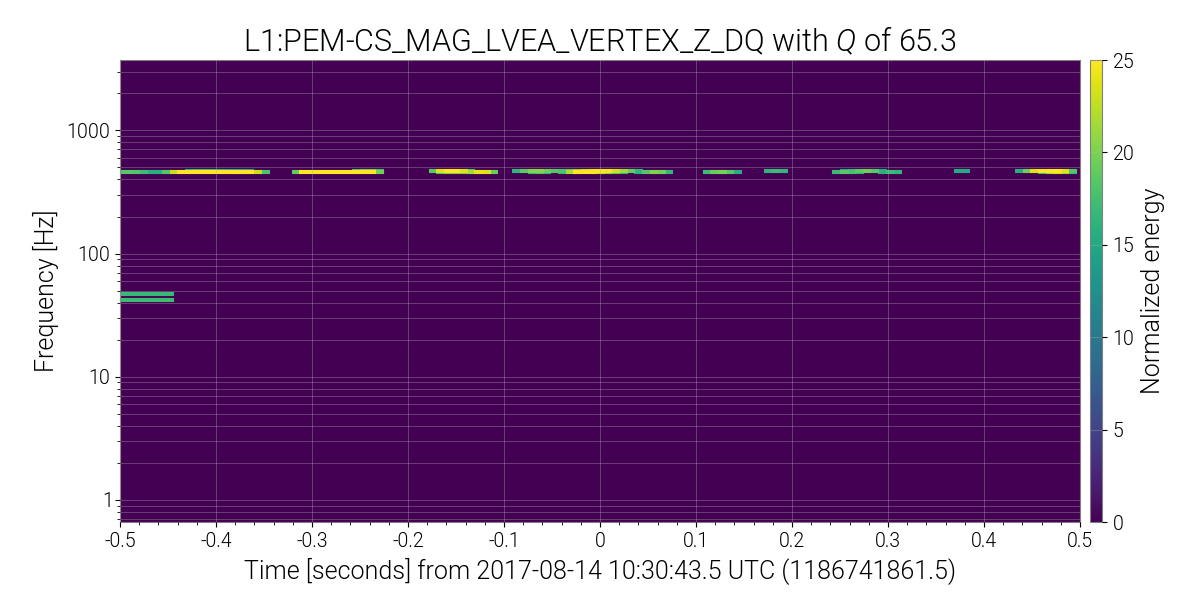 L1:PEM-CS_MAG_LVEA_VERTEX_Z_DQ with Q of 65.3
Frequency [Hz]
1000
100
10
1
-0.5 -0.4 -0.3 -0.2 -0.1 0 0.1 0.2 0.3 0.4 0.5
Time [seconds] from 2017-08-14 10:30:43.5 UTC (1186741861.5)
25
20
15
10
5
0
Normalized energy